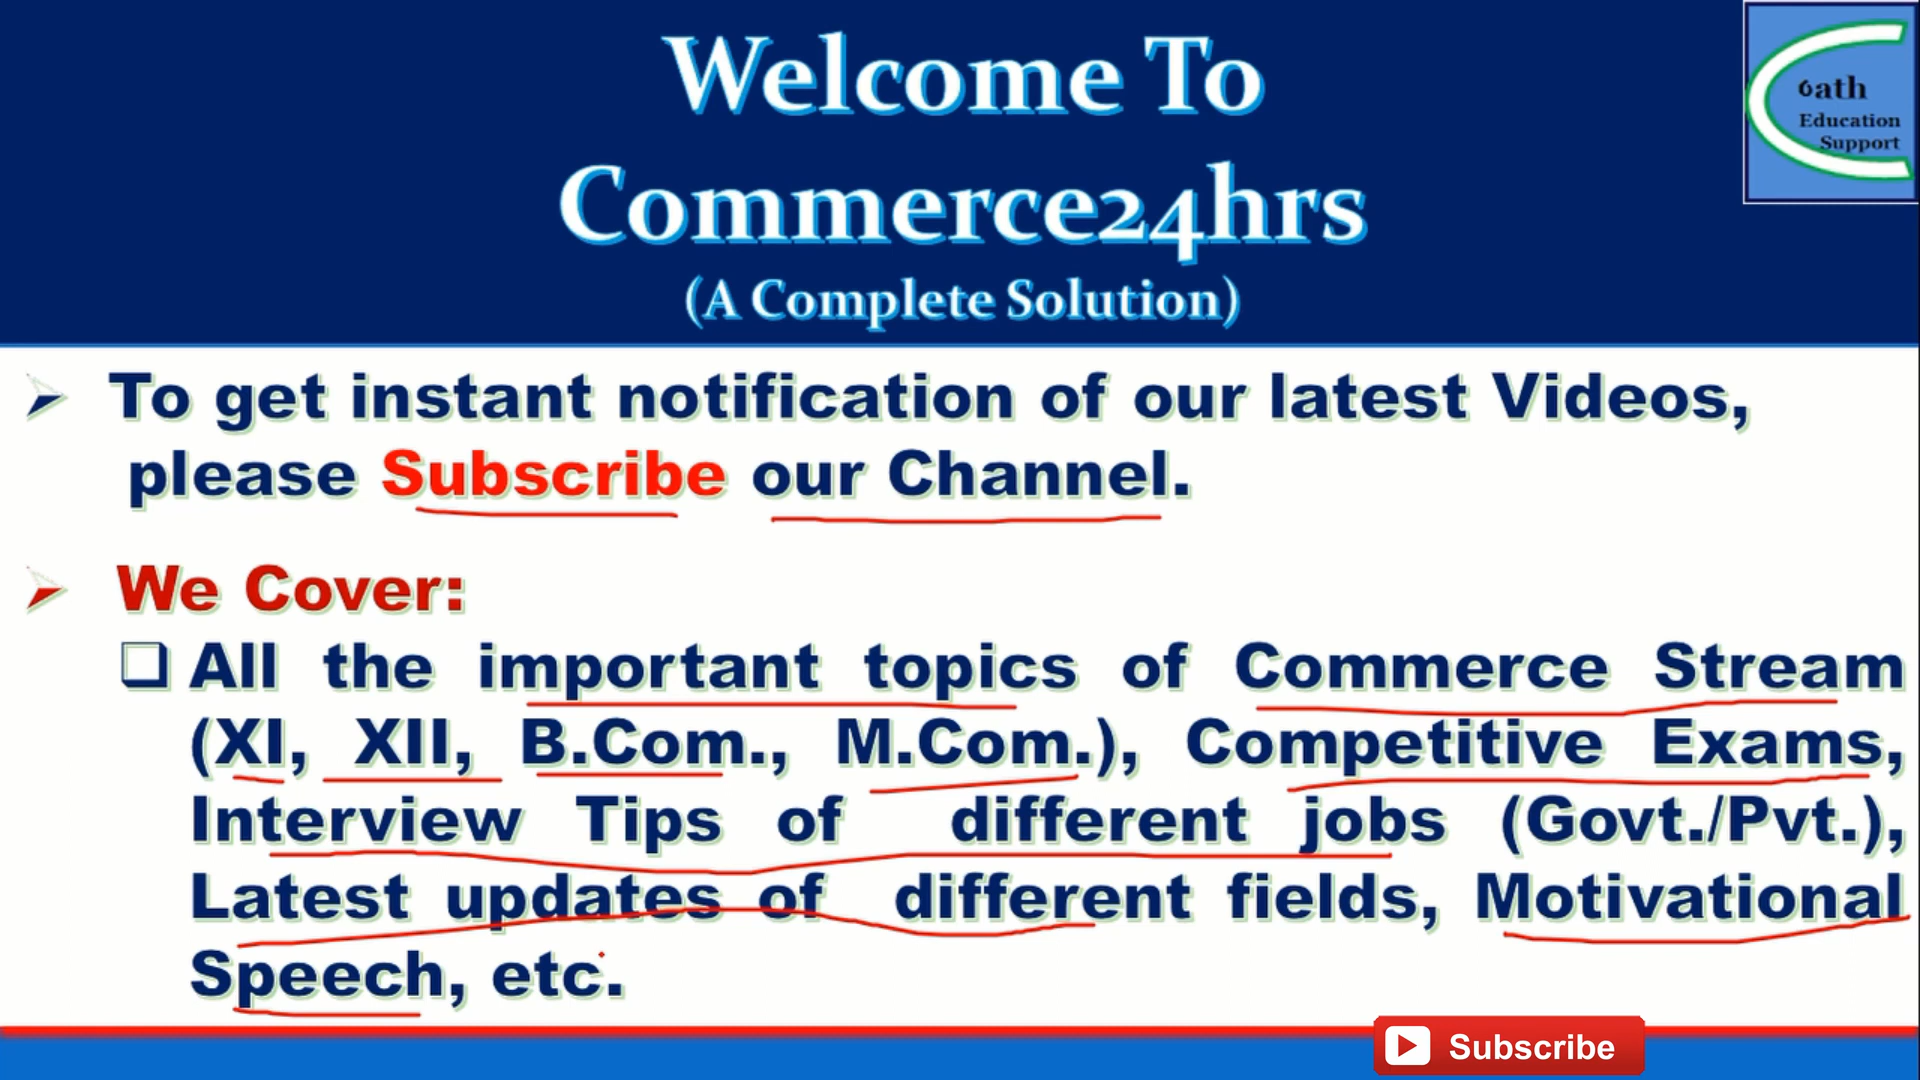 Welcome To
Commerce24hrs
(A Complete Solution)
6ath
Education
Support
To get instant notification of our latest Videos,
please Subscribe our Channel.
We Cover:
All the important topics of Commerce Stream
(XI, XII, B.Com., M.Com.), Competitive Exams,
Interview Tips of different jobs (Govt./Pvt.),
Latest updates of different fields, Motivational
Speech, etc.
Subscribe